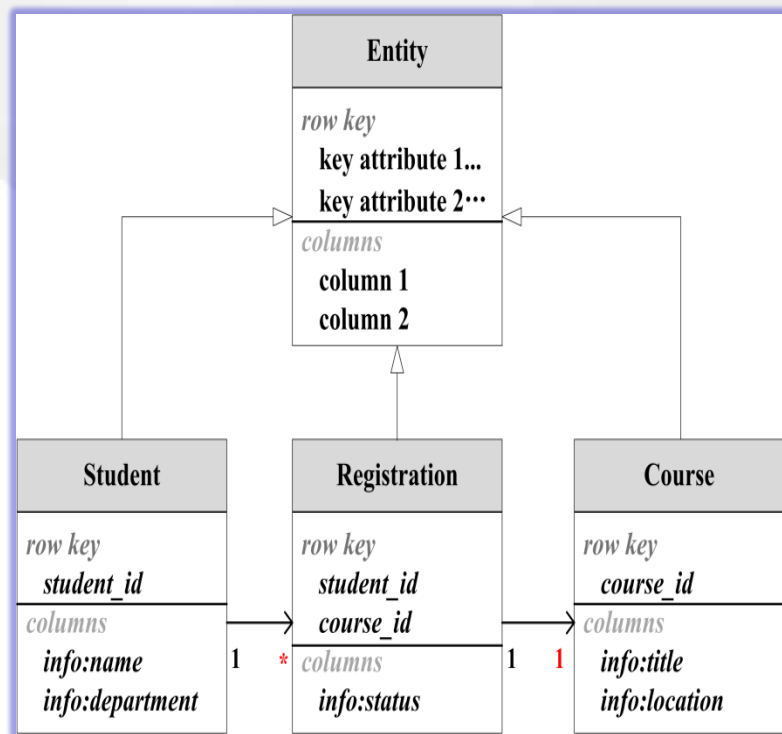 Entity
row key
key attribute 1...
key attribute 2···
columns
column 1
column 2
Student
row key
student_id
columns
info:name
info:department
1
*
Registration
row key
student_id
course_id
columns
info:status
1
1
Course
row key
course_id
columns
info:title
info:location